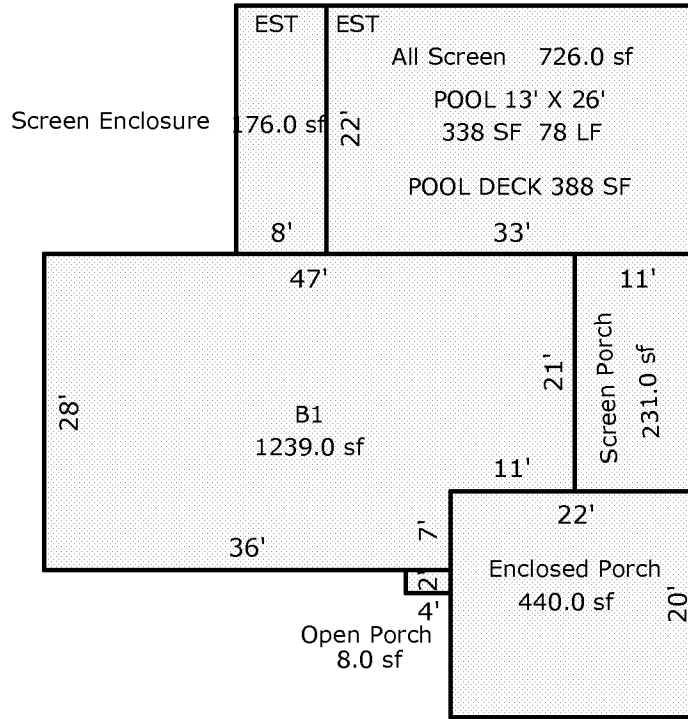 EST
EST
All Screen 726.0 sf
POOL 13' X 26'
Screen Enclosure
176.0 sf
22'
338 SF 78 LF
POOL DECK 388 SF
8'
33'
47'
11'
28'
21'
Screen Porch
231.0 sf
B1
1239.0 sf
11'
22'
7'
36'
Enclosed Porch
440.0 sf
20'
2'
4'
Open Porch
8.0 sf